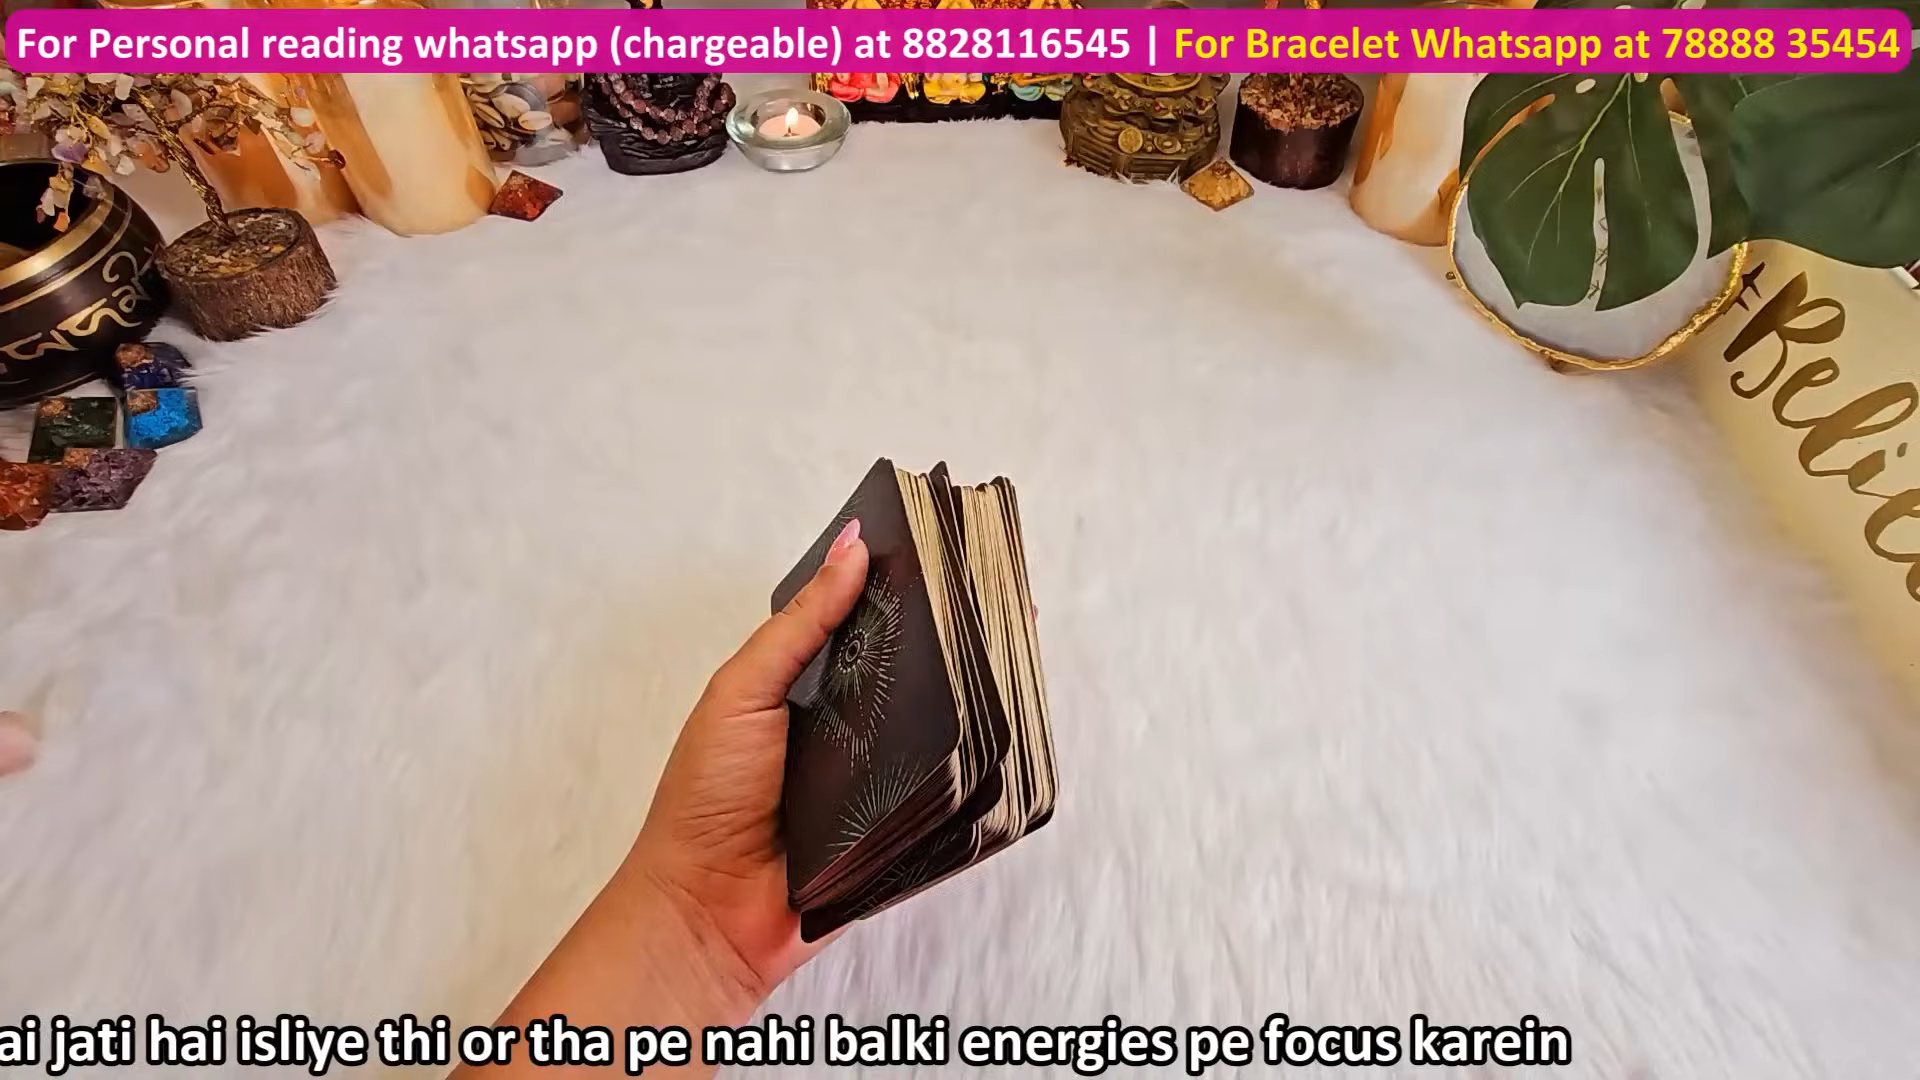 For Personal reading whatsapp (chargeable) at 8828116545 | For Bracelet Whatsapp at 78888 35454
#Believe
ai jati hai isliye thi or tha pe nahi balki energies pe focus karein